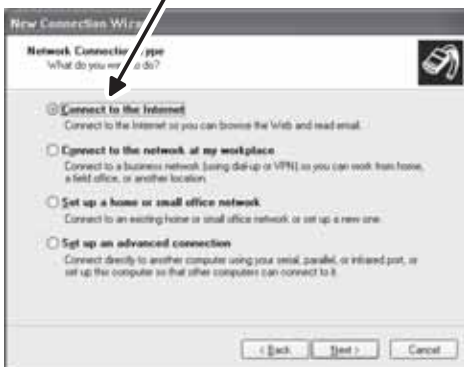 New Connection Wizard
Network Connection Type
What do you want to do?
Connect to the Internet
Connect to the Internet so you can browse the Web and read email.
Connect to the network at my workplace
Connect to a business network (using dial-up or VPN) so you can work from home,
a field office, or another location.
Set up a home or small office network
Connect to an existing home or small office network or set up a new one.
Set up an advanced connection
Connect directly to another computer using your serial, parallel, or infrared port, or
set up this computer so that other computers can connect to it.
< Back Next > Cancel